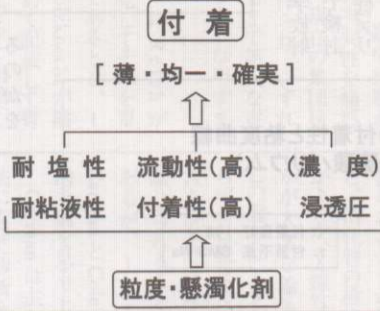 付着
[薄・均一・確実]
耐塩性 流動性(高) (濃度)
耐粘液性 付着性(高) 浸透圧
粒度・懸濁化剤